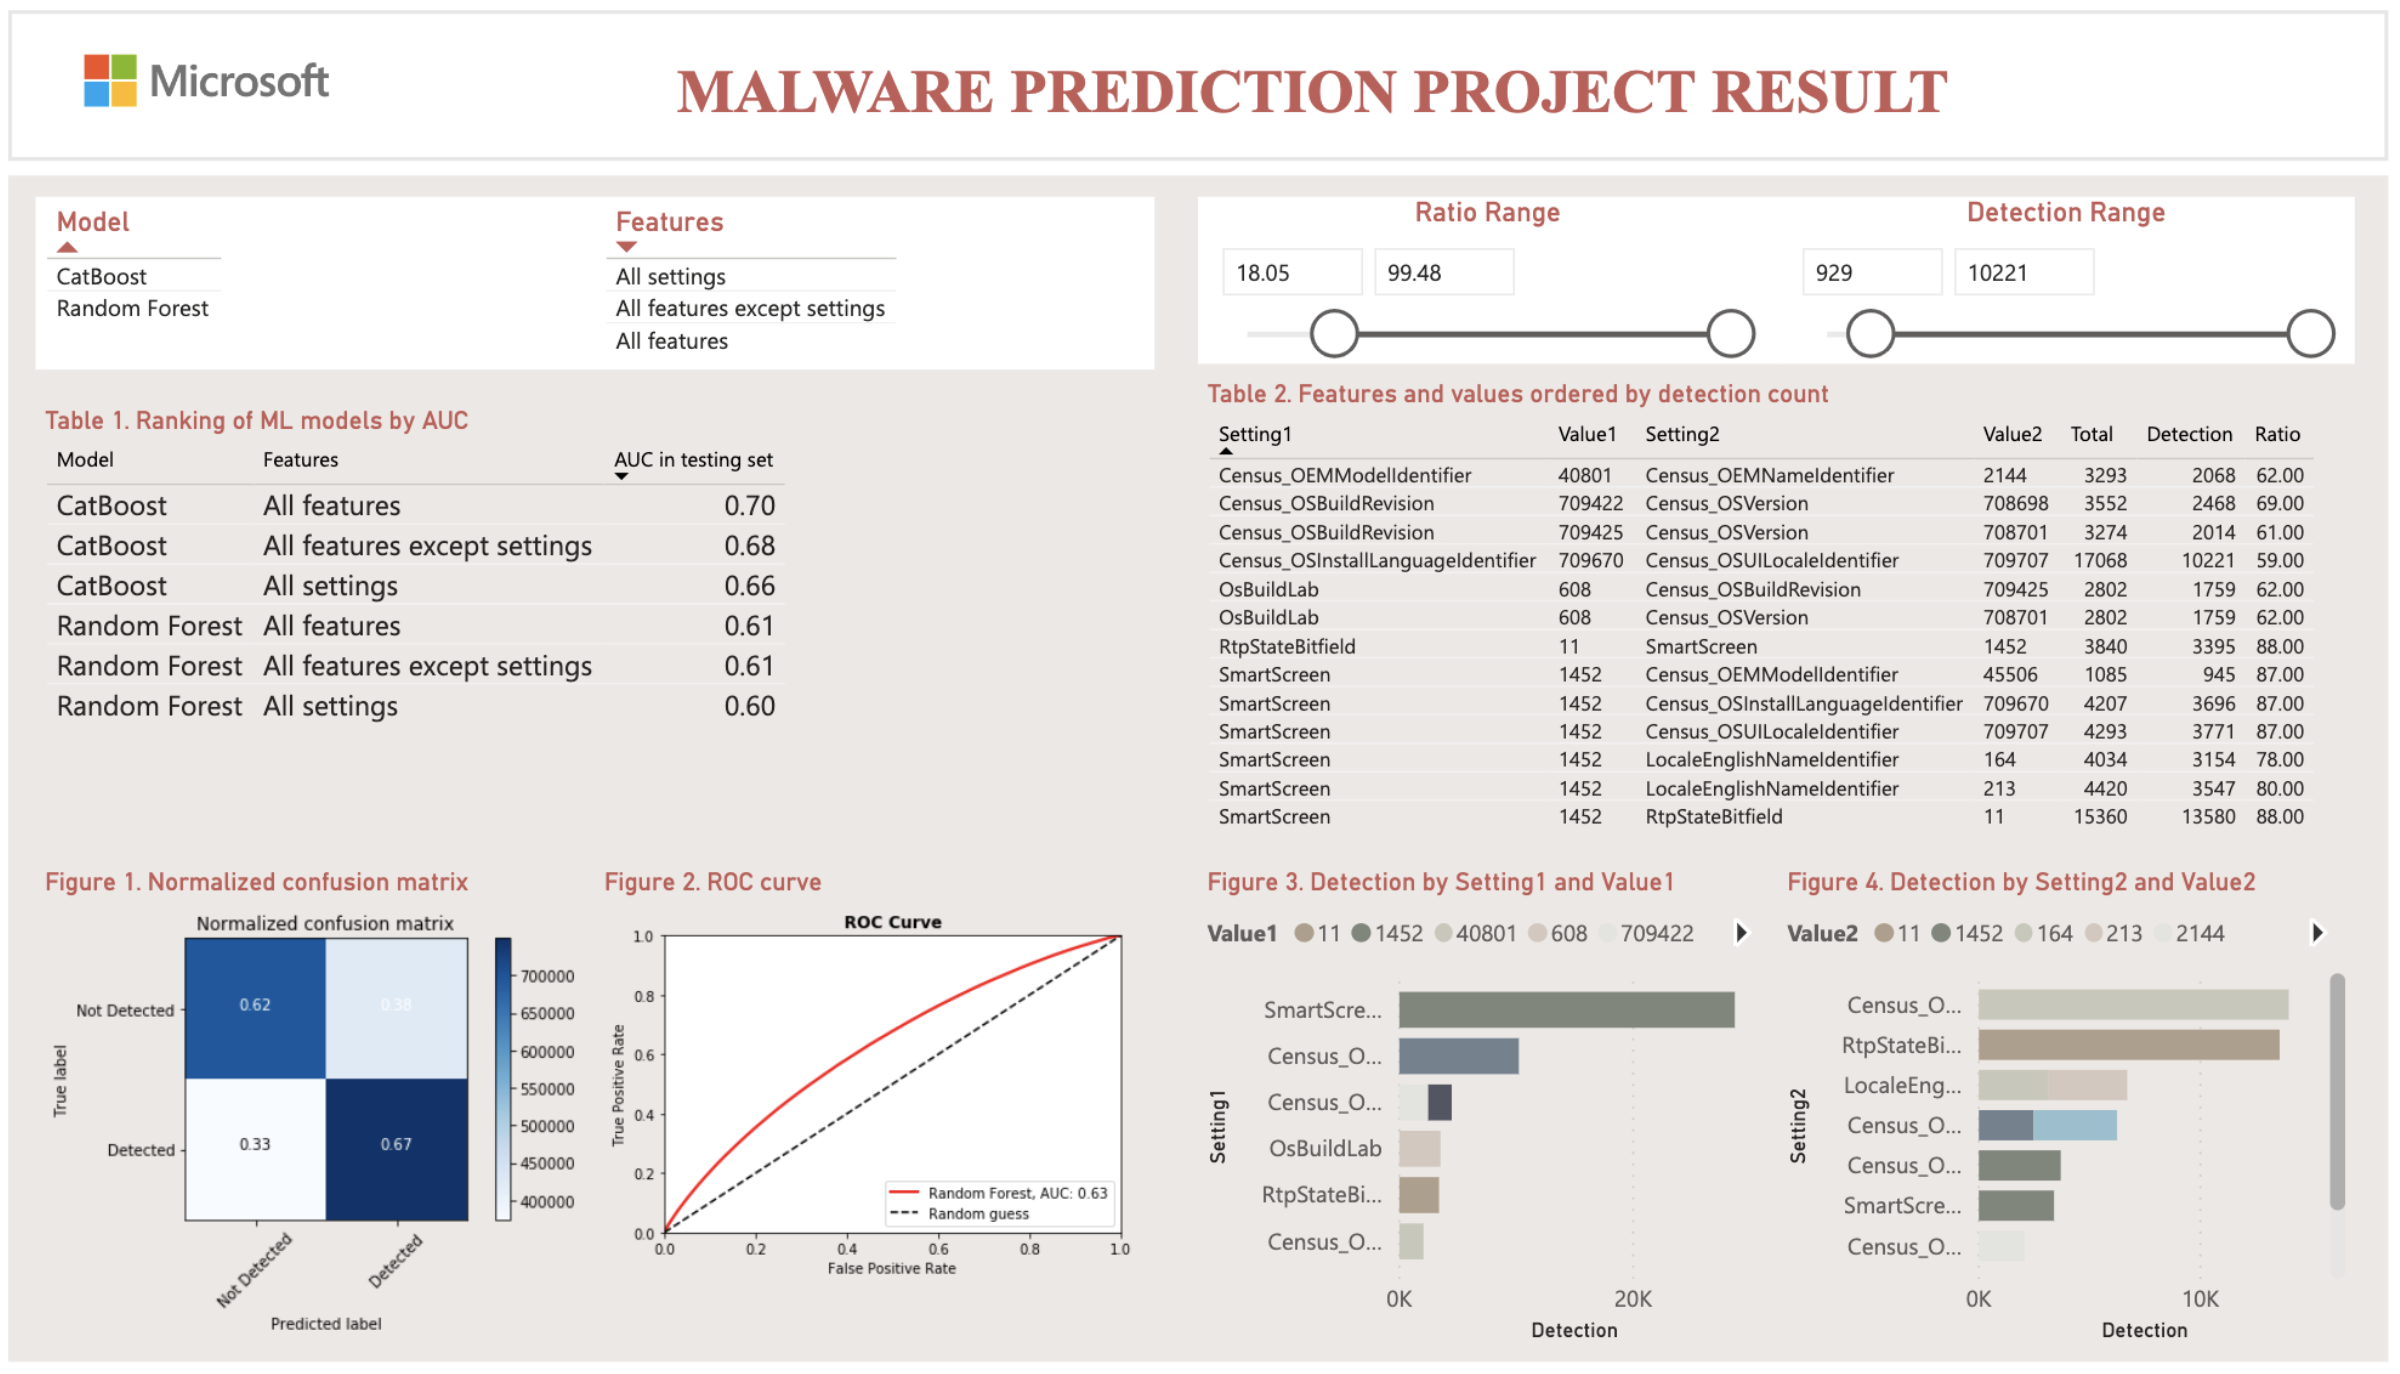 Microsoft
MALWARE PREDICTION PROJECT RESULT
Model
CatBoost
Random Forest
Features
All settings
All features except settings
All features
Ratio Range
18.05 99.48
Detection Range
929 10221
Table 1. Ranking of ML models by AUC
Model Features AUC in testing set
CatBoost All features 0.70
CatBoost All features except settings 0.68
CatBoost All settings 0.66
Random Forest All features 0.61
Random Forest All features except settings 0.61
Random Forest All settings 0.60
Table 2. Features and values ordered by detection count
Setting1 Value1 Setting2 Value2 Total Detection Ratio
Census_OEMModelIdentifier 40801 Census_OEMNameIdentifier 2144 3293 2068 62.00
Census_OSBuildRevision 709422 Census_OSVersion 708698 3552 2468 69.00
Census_OSBuildRevision 709425 Census_OSVersion 708701 3274 2014 61.00
Census_OSInstallLanguageIdentifier 709670 Census_OSUILocaleIdentifier 709707 17068 10221 59.00
OsBuildLab 608 Census_OSBuildRevision 709425 2802 1759 62.00
OsBuildLab 608 Census_OSVersion 708701 2802 1759 62.00
RtpStateBitfield 11 SmartScreen 1452 3840 3395 88.00
SmartScreen 1452 Census_OEMModelIdentifier 45506 1085 945 87.00
SmartScreen 1452 Census_OSInstallLanguageIdentifier 709670 4207 3696 87.00
SmartScreen 1452 Census_OSUILocaleIdentifier 709707 4293 3771 87.00
SmartScreen 1452 LocaleEnglishNameIdentifier 164 4034 3154 78.00
SmartScreen 1452 LocaleEnglishNameIdentifier 213 4420 3547 80.00
SmartScreen 1452 RtpStateBitfield 11 15360 13580 88.00
Figure 1. Normalized confusion matrix
Normalized confusion matrix
True label
Not Detected
Detected
0.62 0.38
0.33 0.67
Not Detected
Detected
Predicted label
700000
650000
600000
550000
500000
450000
400000
Figure 2. ROC curve
ROC Curve
True Positive Rate
1.0
0.8
0.6
0.4
0.2
0.0
Random Forest, AUC: 0.63
Random guess
0.0 0.2 0.4 0.6 0.8 1.0
False Positive Rate
Figure 3. Detection by Setting1 and Value1
Value1 11 1452 40801 608 709422
Setting1
SmartScre...
Census_O...
Census_O...
OsBuildLab
RtpStateBi...
Census_O...
0K 20K
Detection
Figure 4. Detection by Setting2 and Value2
Value2 11 1452 164 213 2144
Setting2
Census_O...
RtpStateBi...
LocaleEng...
Census_O...
Census_O...
SmartScre...
Census_O...
0K 10K
Detection